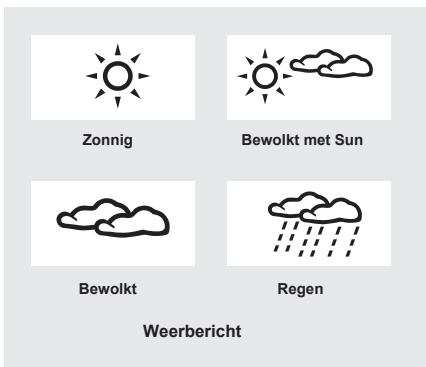 Zonnig
Bewolkt met Sun
Bewolkt
Regen
Weerbericht